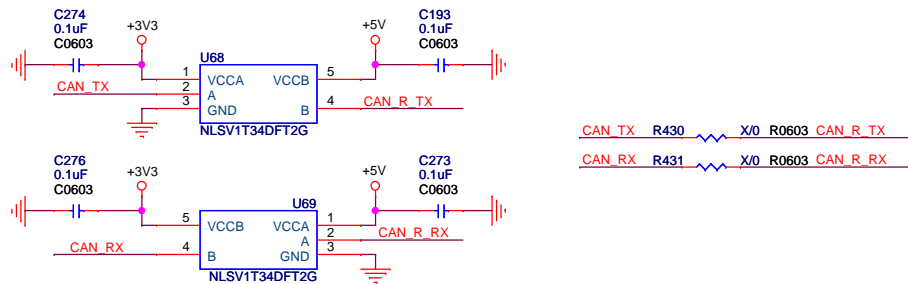 C274
0.1uF
C0603
+3V3
+5V
C193
0.1uF
C0603
U68
CAN_TX
1
2
3
VCCA
A
GND
VCCB
B
5
4
CAN_R_TX
NLSV1T34DFT2G
CAN_TX R430 X/0 R0603 CAN_R_TX
CAN_RX R431 X/0 R0603 CAN_R_RX
C276
0.1uF
C0603
+3V3
+5V
C273
0.1uF
C0603
U69
CAN_RX
5
4
VCCB
B
VCCA
A
GND
1
2
3
CAN_R_RX
NLSV1T34DFT2G